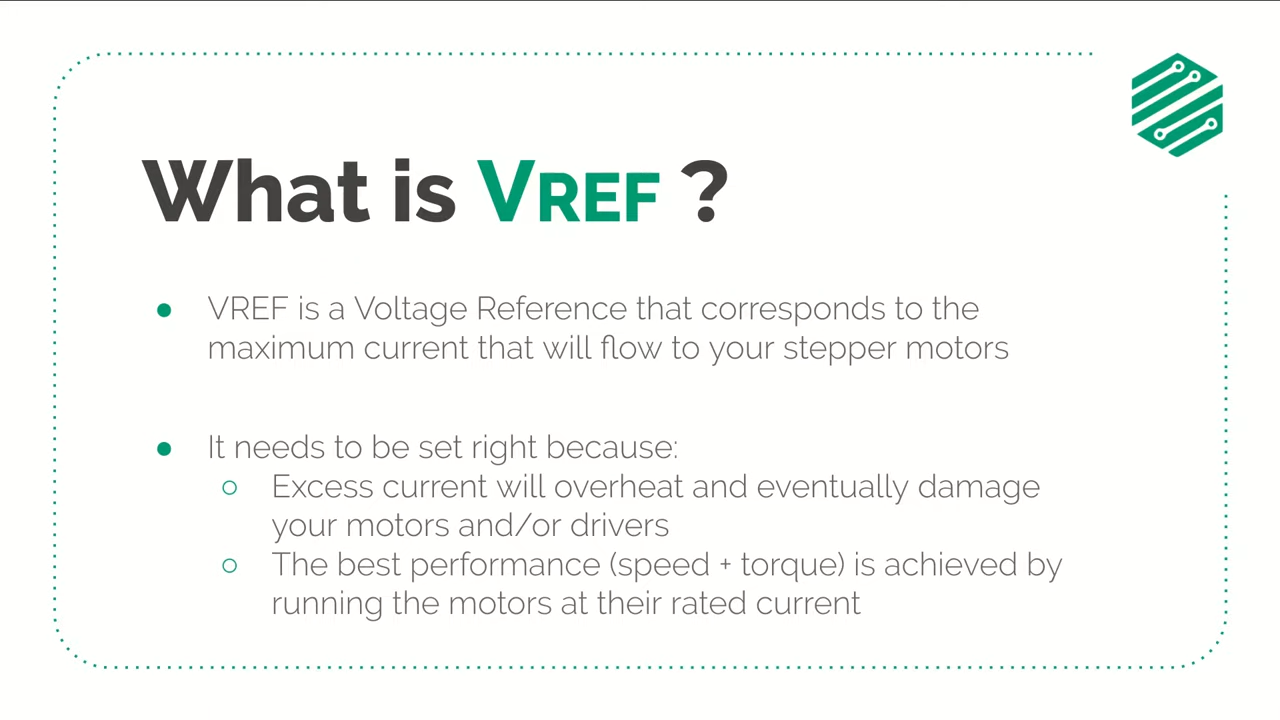 What is VREF ?
● VREF is a Voltage Reference that corresponds to the
maximum current that will flow to your stepper motors
● It needs to be set right because:
○ Excess current will overheat and eventually damage
your motors and/or drivers
○ The best performance (speed + torque) is achieved by
running the motors at their rated current